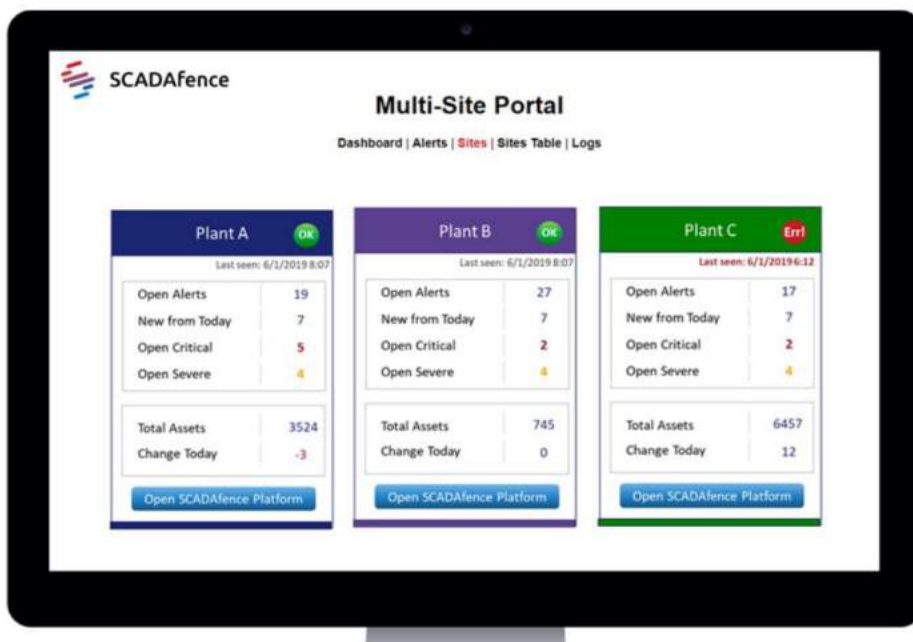 SCADAfence
Multi-Site Portal
Dashboard | Alerts | Sites | Sites Table | Logs
Plant A OK
Last seen: 6/1/2019 8:07
Open Alerts 19
New from Today 7
Open Critical 5
Open Severe 4
Total Assets 3524
Change Today -3
Open SCADAfence Platform
Plant B OK
Last seen: 6/1/2019 8:07
Open Alerts 27
New from Today 7
Open Critical 2
Open Severe 4
Total Assets 745
Change Today 0
Open SCADAfence Platform
Plant C Err!
Last seen: 6/1/2019 6:12
Open Alerts 17
New from Today 7
Open Critical 2
Open Severe 4
Total Assets 6457
Change Today 12
Open SCADAfence Platform